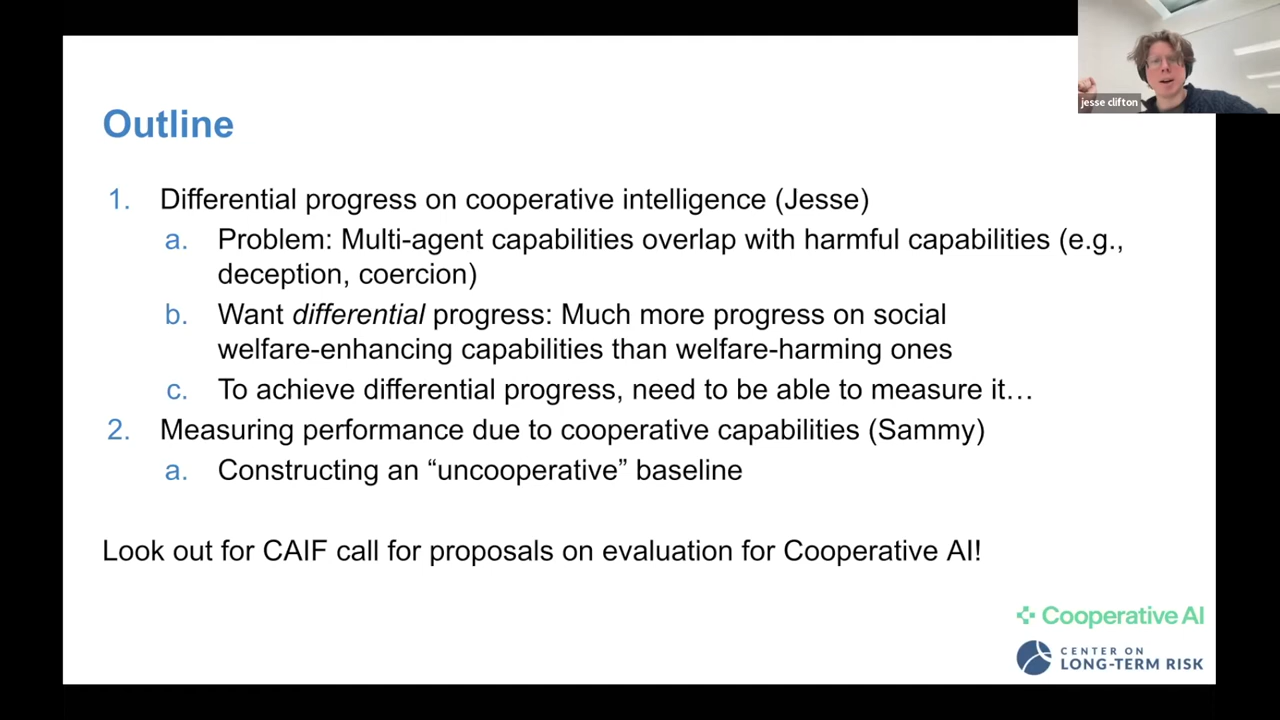 jesse clifton
Outline
1. Differential progress on cooperative intelligence (Jesse)
a. Problem: Multi-agent capabilities overlap with harmful capabilities (e.g.,
deception, coercion)
b. Want differential progress: Much more progress on social
welfare-enhancing capabilities than welfare-harming ones
c. To achieve differential progress, need to be able to measure it…
2. Measuring performance due to cooperative capabilities (Sammy)
a. Constructing an “uncooperative” baseline
Look out for CAIF call for proposals on evaluation for Cooperative AI!
Cooperative AI
CENTER ON
LONG-TERM RISK